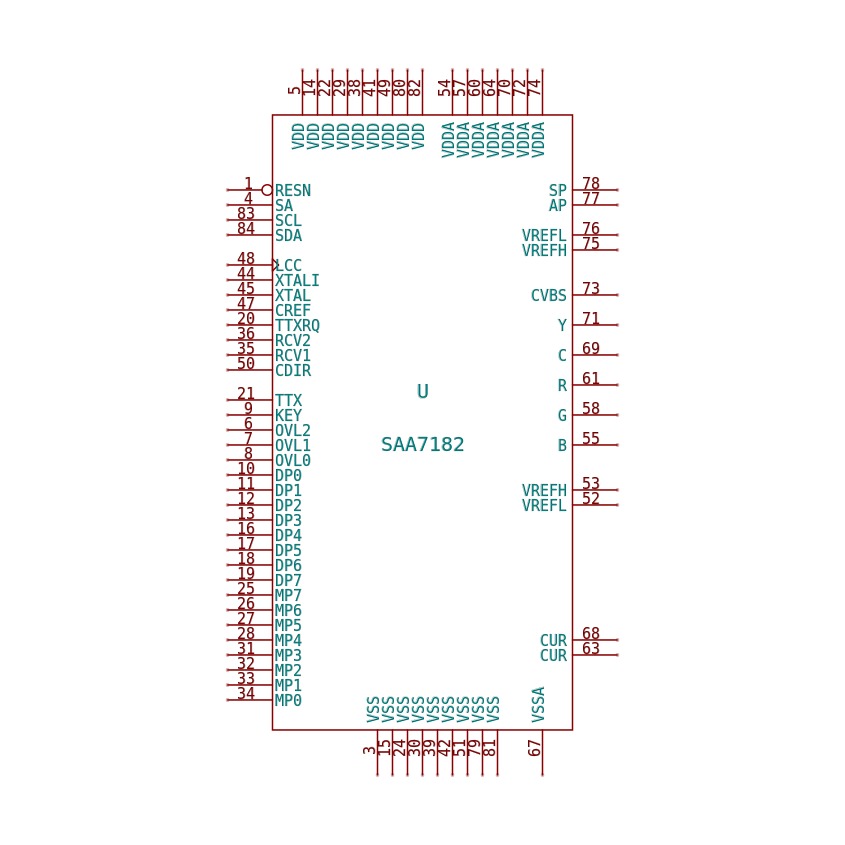 5 14 22 29 38 41 49 80 82 54 57 60 64 70 72 74
VDD VDD VDD VDD VDD VDD VDD VDD VDD VDDA VDDA VDDA VDDA VDDA VDDA VDDA
1 RESN
4 SA
83 SCL
84 SDA
48 LCC
44 XTALI
45 XTAL
47 CREF
20 TTXRQ
36 RCV2
35 RCV1
50 CDIR
21 TTX
9 KEY
6 OVL2
7 OVL1
8 OVL0
10 DP0
11 DP1
12 DP2
13 DP3
16 DP4
17 DP5
18 DP6
19 DP7
25 MP7
26 MP6
27 MP5
28 MP4
31 MP3
32 MP2
33 MP1
34 MP0
U
SAA7182
SP 78
AP 77
VREFL 76
VREFH 75
CVBS 73
Y 71
C 69
R 61
G 58
B 55
VREFH 53
VREFL 52
CUR 68
CUR 63
VSS VSS VSS VSS VSS VSS VSS VSS VSS VSSA
3 15 24 30 39 42 51 79 81 67